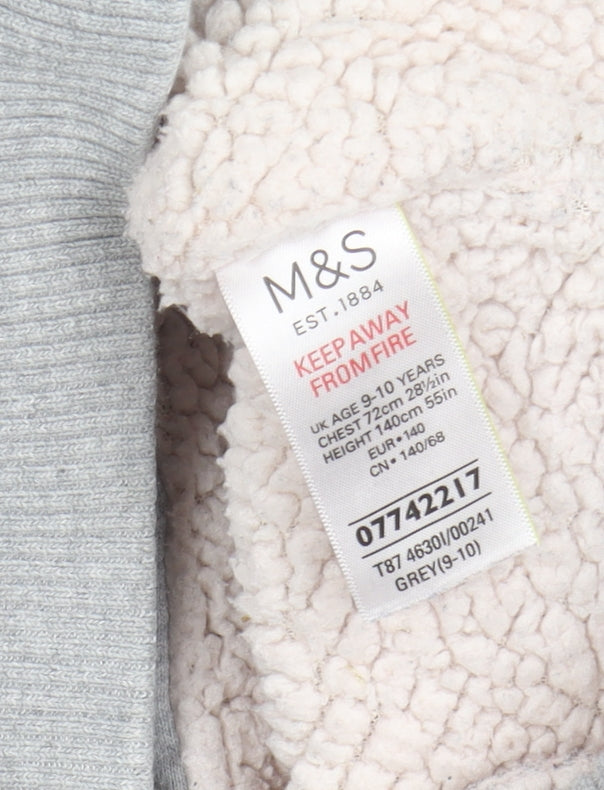 M&S
EST. 1884
KEEP AWAY
FROM FIRE
UK AGE 9-10 YEARS
CHEST 72cm 28½in
HEIGHT 140cm 55in
EUR•140
CN• 140/68
07742217
T87 4630I/00241
GREY(9-10)